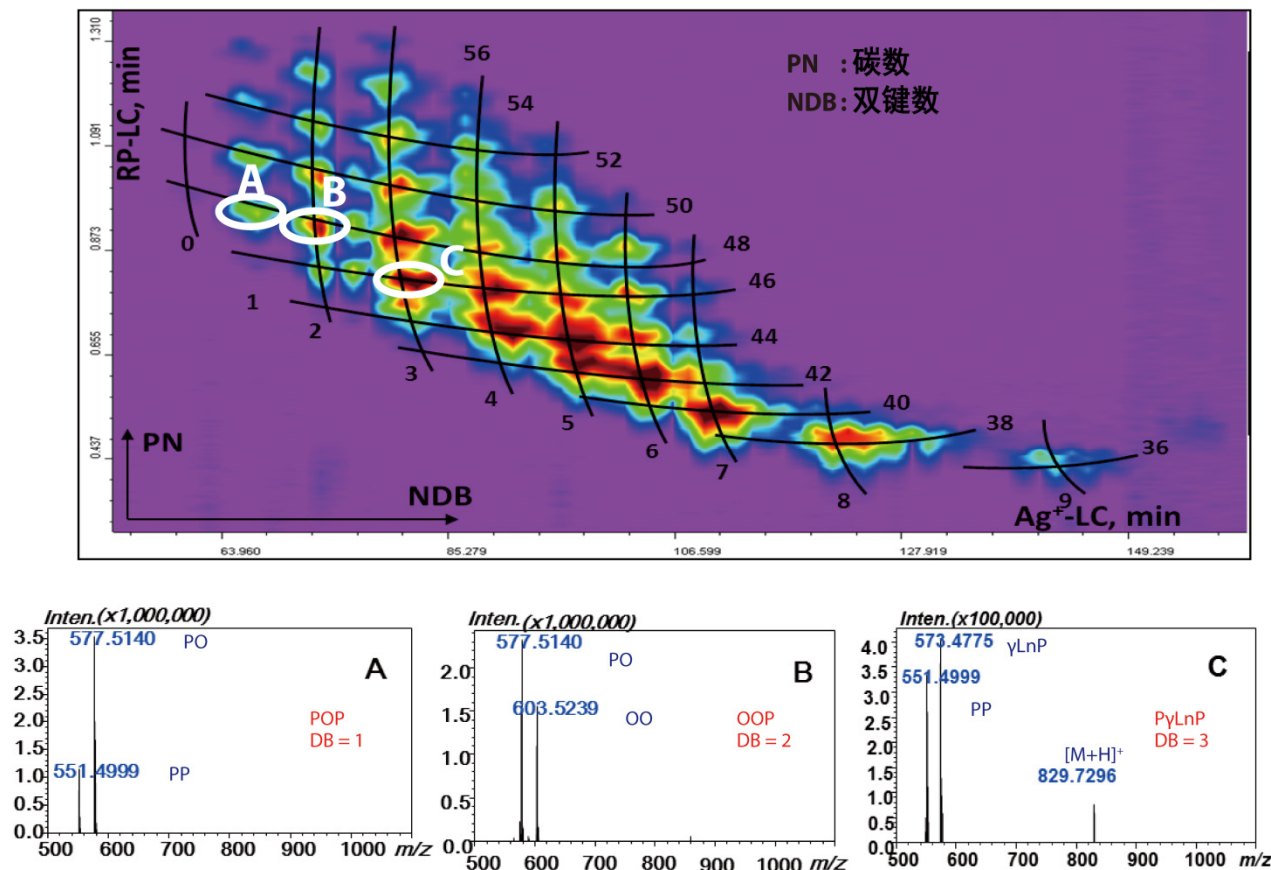 1.310
1.091
0.873
0.655
0.437
RP-LC, min
PN : 碳数
NDB: 双键数
56
54
52
50
48
46
44
42
40
38
36
A
B
C
0
1
2
3
4
5
6
7
8
9
PN
NDB
Ag⁺-LC, min
63.960
85.279
106.599
127.919
149.239
Inten.(x1,000,000)
3.5
3.0
2.5
2.0
1.5
1.0
0.5
0.0
577.5140
PO
A
POP
DB = 1
551.4999
PP
500
600
700
800
900
1000
m/z
Inten.(x1,000,000)
2.0
1.5
1.0
0.5
0.0
577.5140
PO
B
603.5239
OO
OOP
DB = 2
500
600
700
800
900
1000
m/z
Inten.(x100,000)
4.0
3.5
3.0
2.5
2.0
1.5
1.0
0.5
0.0
573.4775
γLnP
C
551.4999
PP
PγLnP
DB = 3
[M+H]⁺
829.7296
500
600
700
800
900
1000
m/z